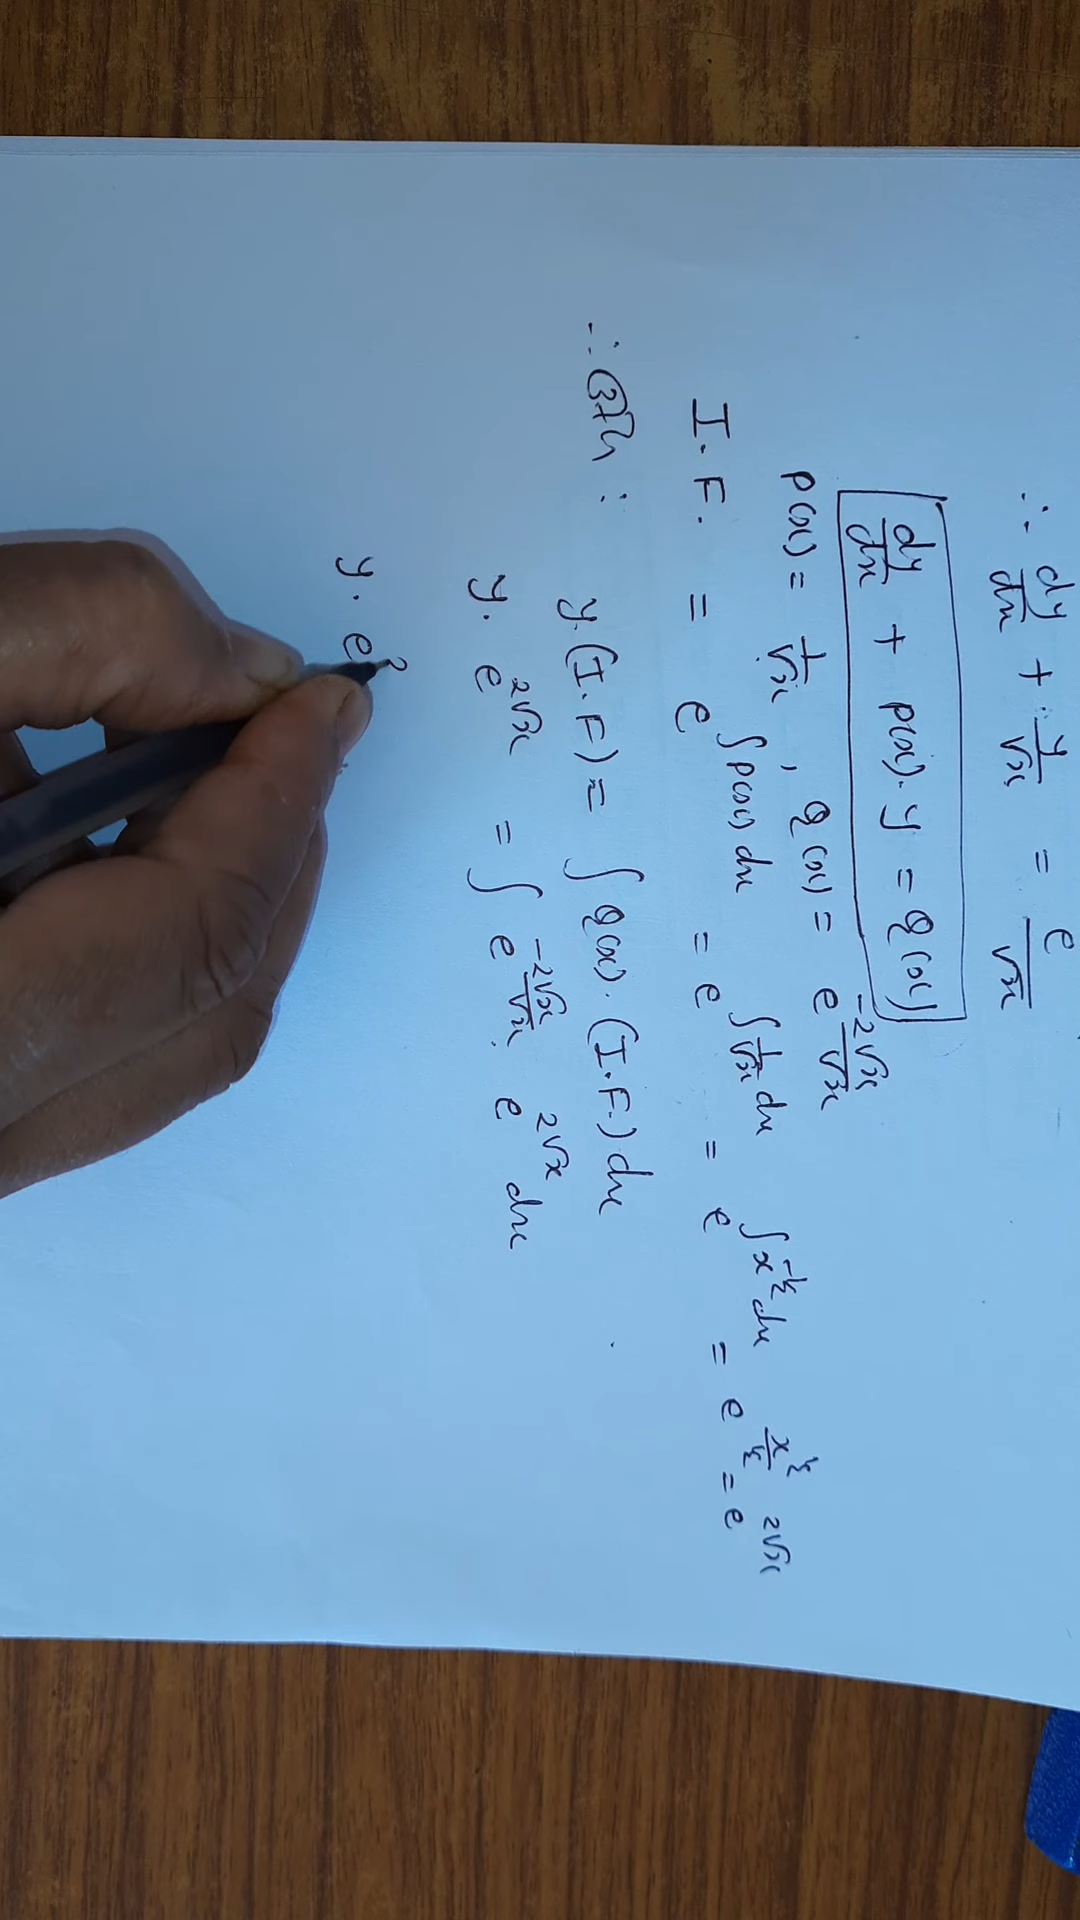 ∴ dy/dx + y/√x = e/√x
dy/dx + p(x).y = q(x)
p(x) = 1/√x , q(x) = e^-2√x/√x
I.F. = e^∫p(x)dx = e^∫1/√x dx = e^∫x^-1/2 dx = e^x^1/2/1/2 = e^2√x
∴ હવે :
y(I.F) = ∫q(x).(I.F.)dx
y. e^2√x = ∫ e^-2√x/√x . e^2√x dx
y. e^2